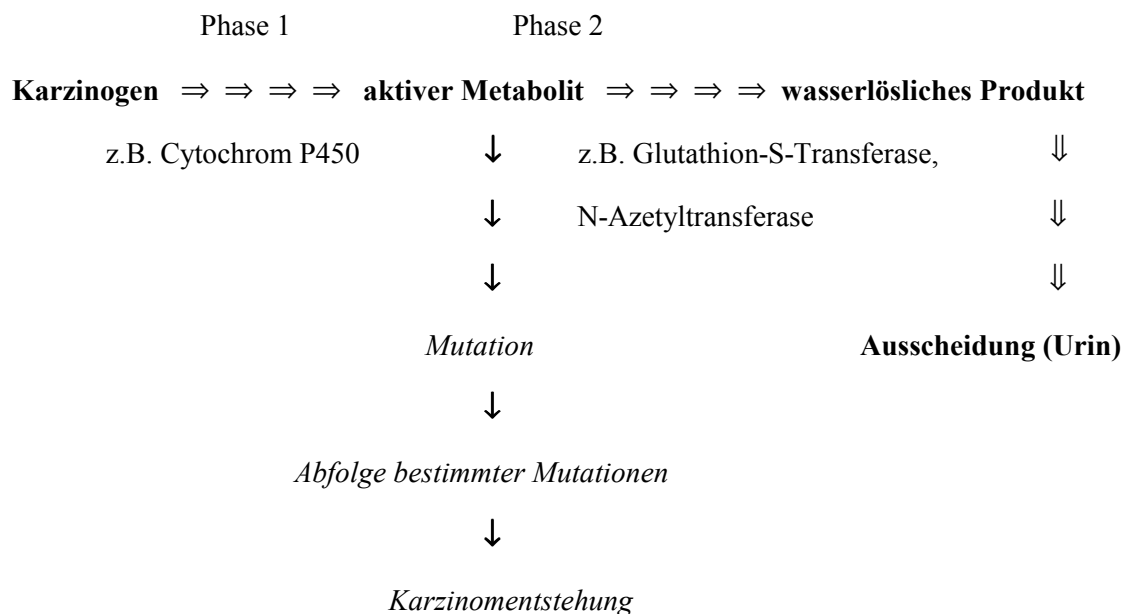 Phase 1 Phase 2
Karzinogen ⇒ ⇒ ⇒ ⇒ aktiver Metabolit ⇒ ⇒ ⇒ ⇒ wasserlösliches Produkt
z.B. Cytochrom P450 ↓ z.B. Glutathion-S-Transferase, ⇓
↓ N-Azetyltransferase ⇓
↓ ⇓
Mutation Ausscheidung (Urin)
↓
Abfolge bestimmter Mutationen
↓
Karzinomentstehung